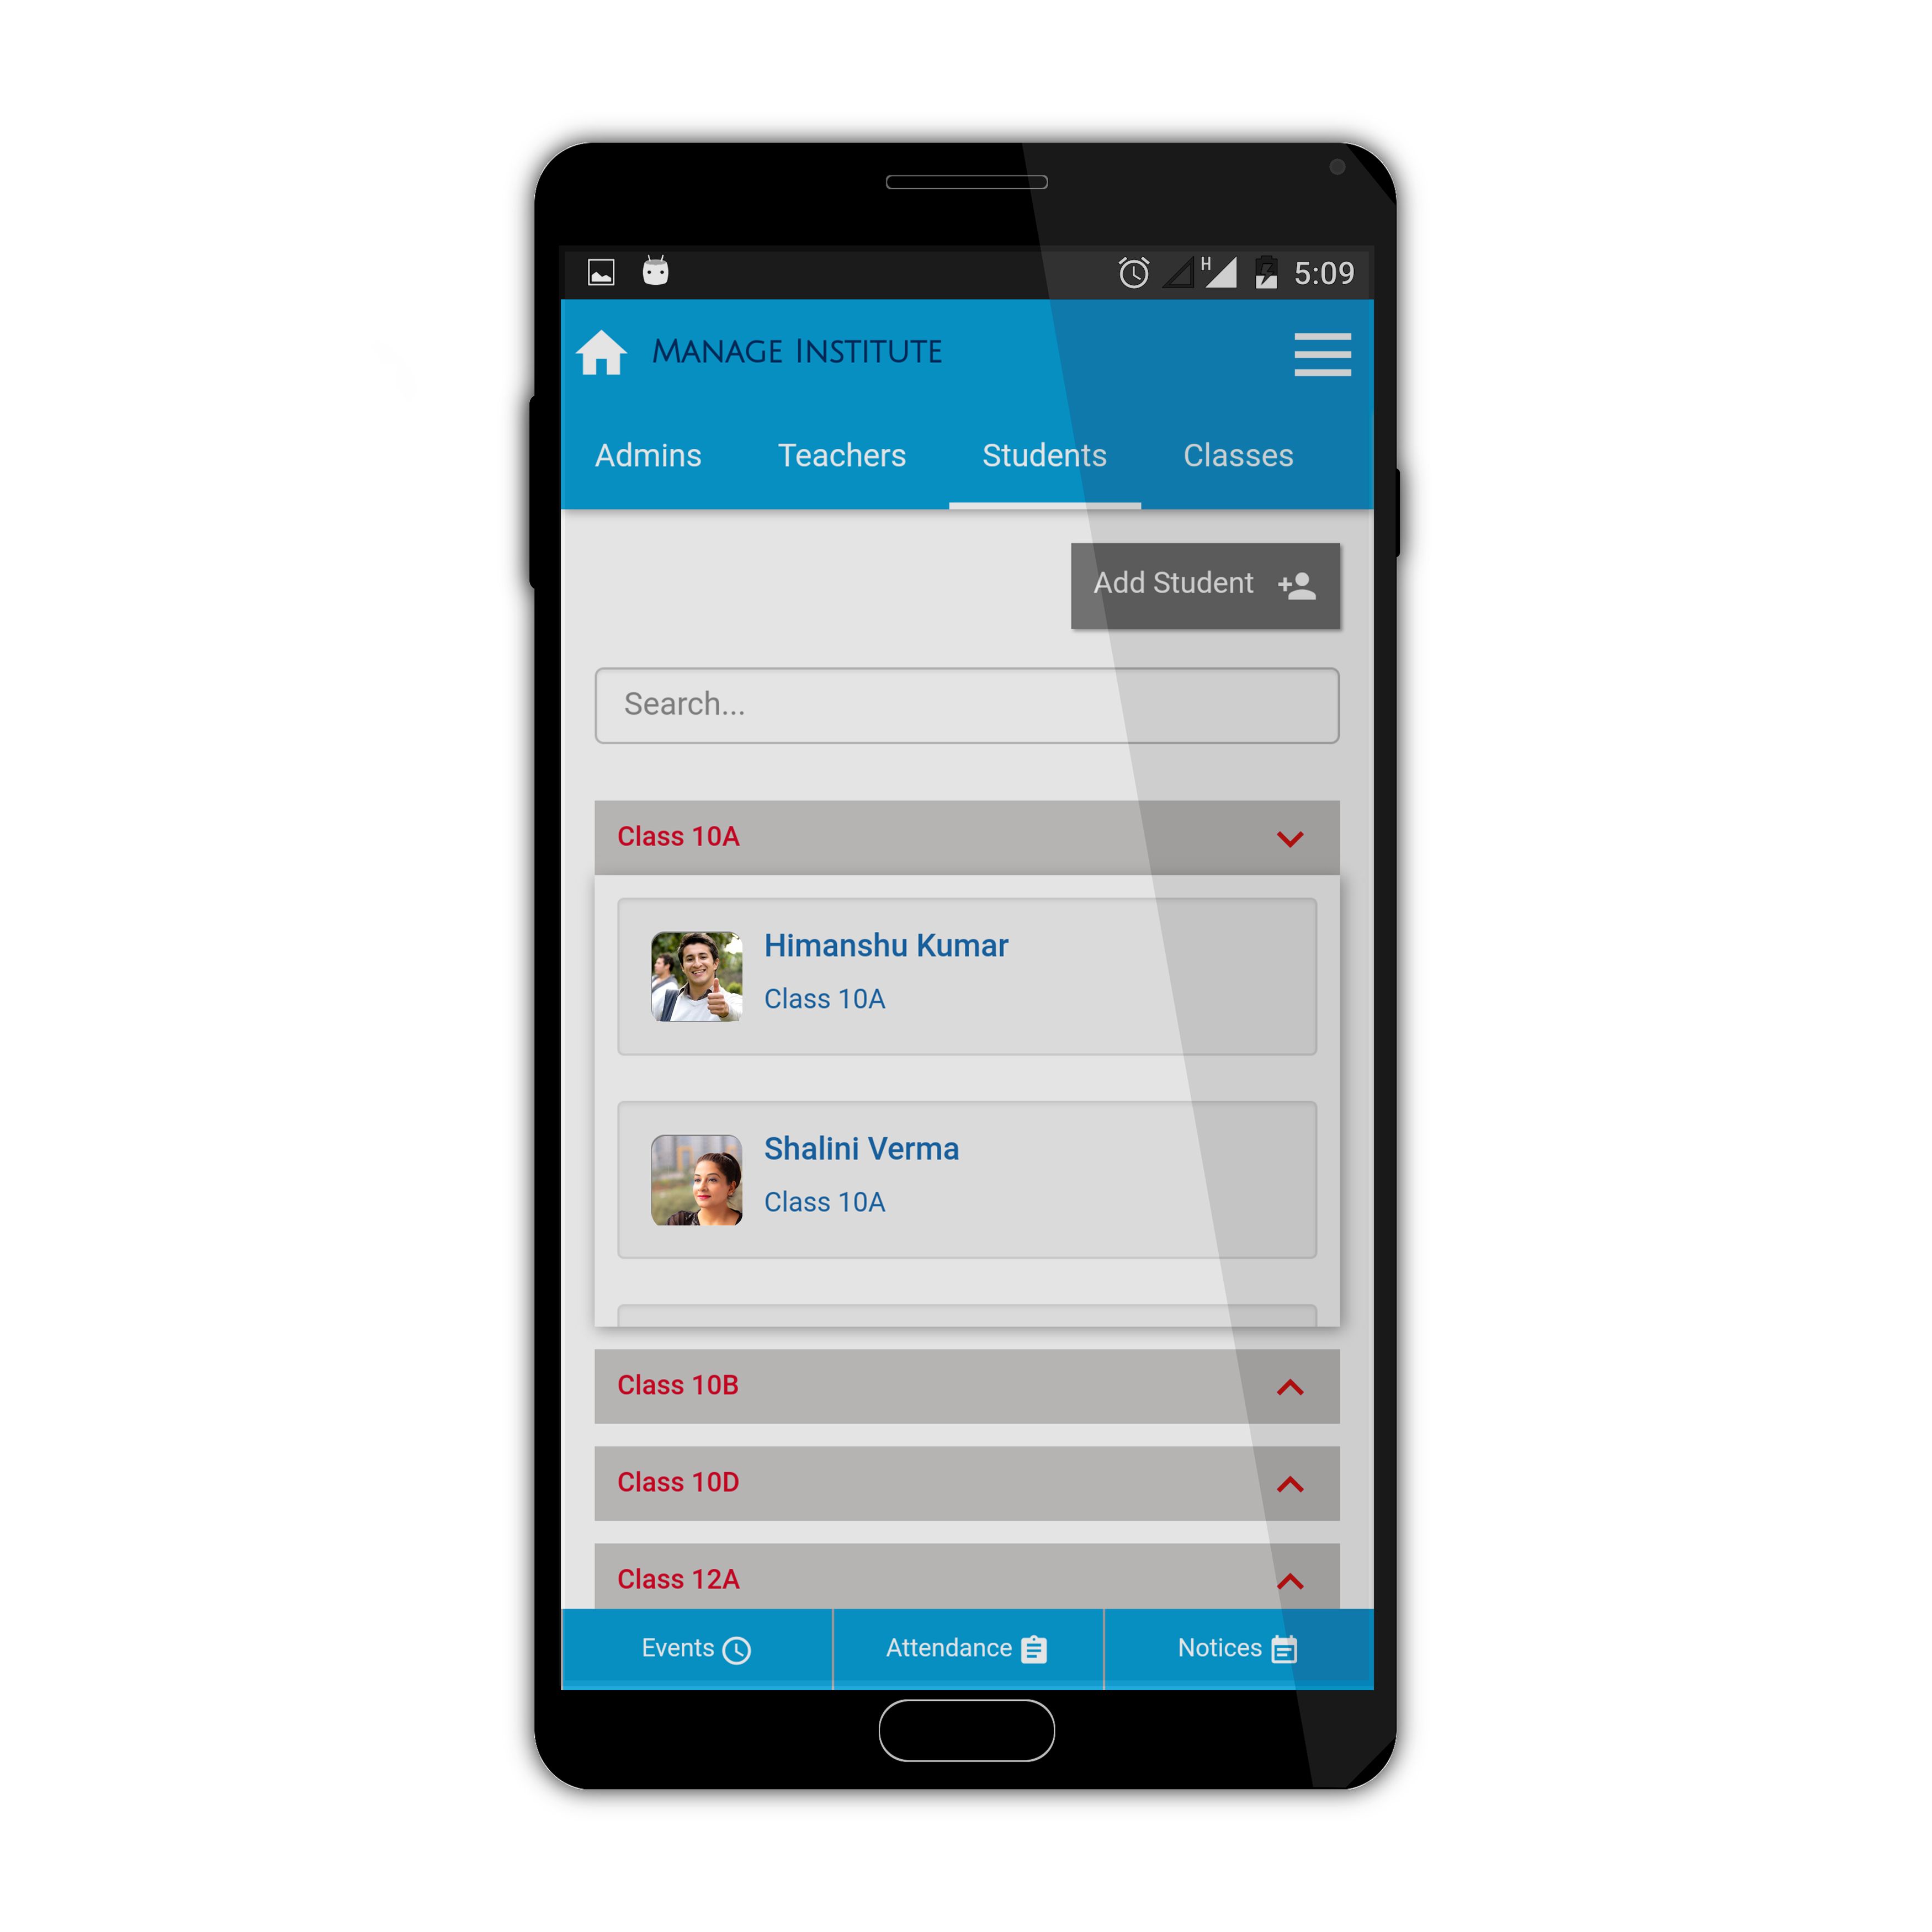 H 5:09
Manage Institute
Admins Teachers Students Classes
Add Student
Search...
Class 10A
Himanshu Kumar
Class 10A
Shalini Verma
Class 10A
Class 10B
Class 10D
Class 12A
Events Attendance Notices